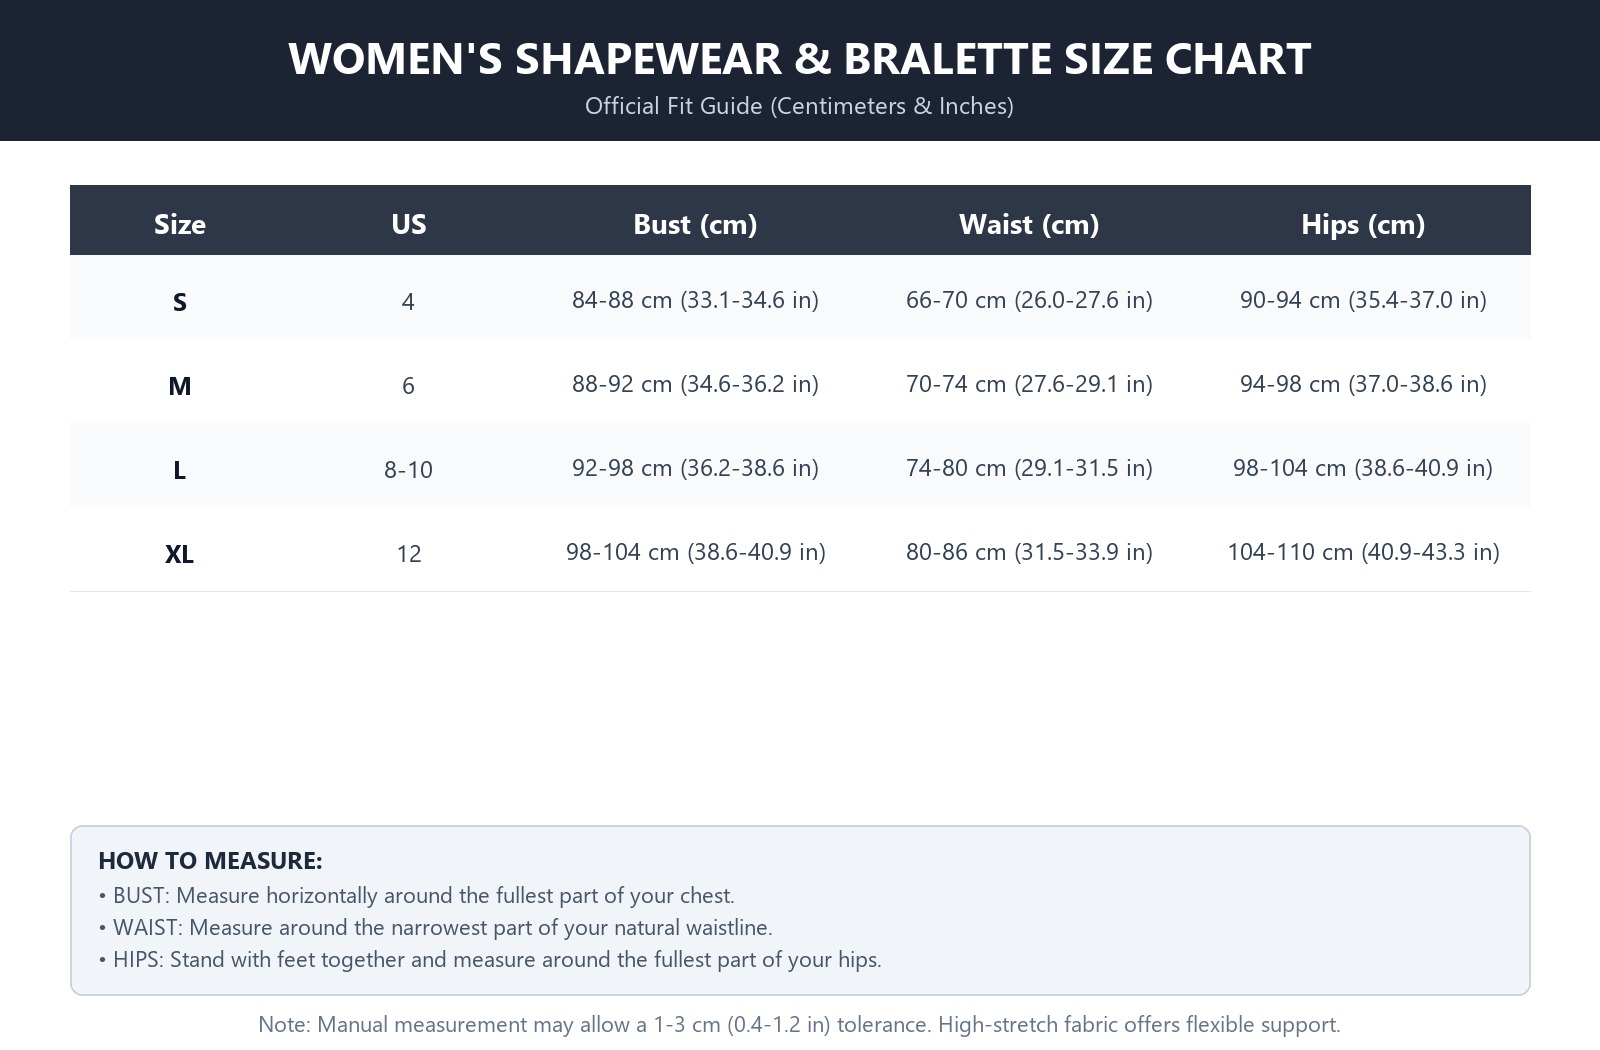 WOMEN'S SHAPEWEAR & BRALETTE SIZE CHART
Official Fit Guide (Centimeters & Inches)
Size US Bust (cm) Waist (cm) Hips (cm)
S 4 84-88 cm (33.1-34.6 in) 66-70 cm (26.0-27.6 in) 90-94 cm (35.4-37.0 in)
M 6 88-92 cm (34.6-36.2 in) 70-74 cm (27.6-29.1 in) 94-98 cm (37.0-38.6 in)
L 8-10 92-98 cm (36.2-38.6 in) 74-80 cm (29.1-31.5 in) 98-104 cm (38.6-40.9 in)
XL 12 98-104 cm (38.6-40.9 in) 80-86 cm (31.5-33.9 in) 104-110 cm (40.9-43.3 in)
HOW TO MEASURE:
• BUST: Measure horizontally around the fullest part of your chest.
• WAIST: Measure around the narrowest part of your natural waistline.
• HIPS: Stand with feet together and measure around the fullest part of your hips.
Note: Manual measurement may allow a 1-3 cm (0.4-1.2 in) tolerance. High-stretch fabric offers flexible support.